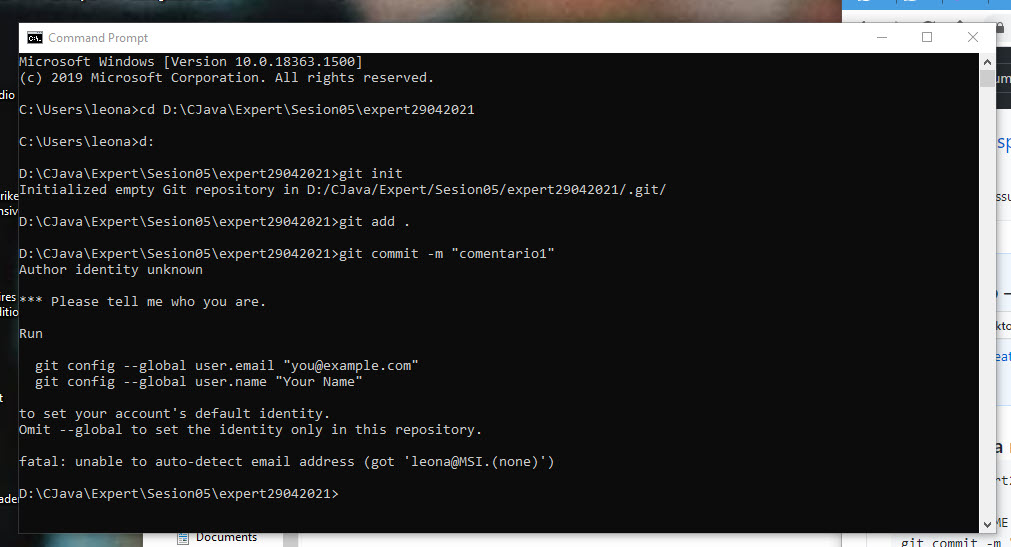 Command Prompt
Microsoft Windows [Version 10.0.18363.1500]
(c) 2019 Microsoft Corporation. All rights reserved.
C:\Users\leona>cd D:\CJava\Expert\Sesion05\expert29042021
C:\Users\leona>d:
D:\CJava\Expert\Sesion05\expert29042021>git init
Initialized empty Git repository in D:/CJava/Expert/Sesion05/expert29042021/.git/
D:\CJava\Expert\Sesion05\expert29042021>git add .
D:\CJava\Expert\Sesion05\expert29042021>git commit -m "comentario1"
Author identity unknown
*** Please tell me who you are.
Run
git config --global user.email "you@example.com"
git config --global user.name "Your Name"
to set your account's default identity.
Omit --global to set the identity only in this repository.
fatal: unable to auto-detect email address (got 'leona@MSI.(none)')
D:\CJava\Expert\Sesion05\expert29042021>
Documents
git commit -m